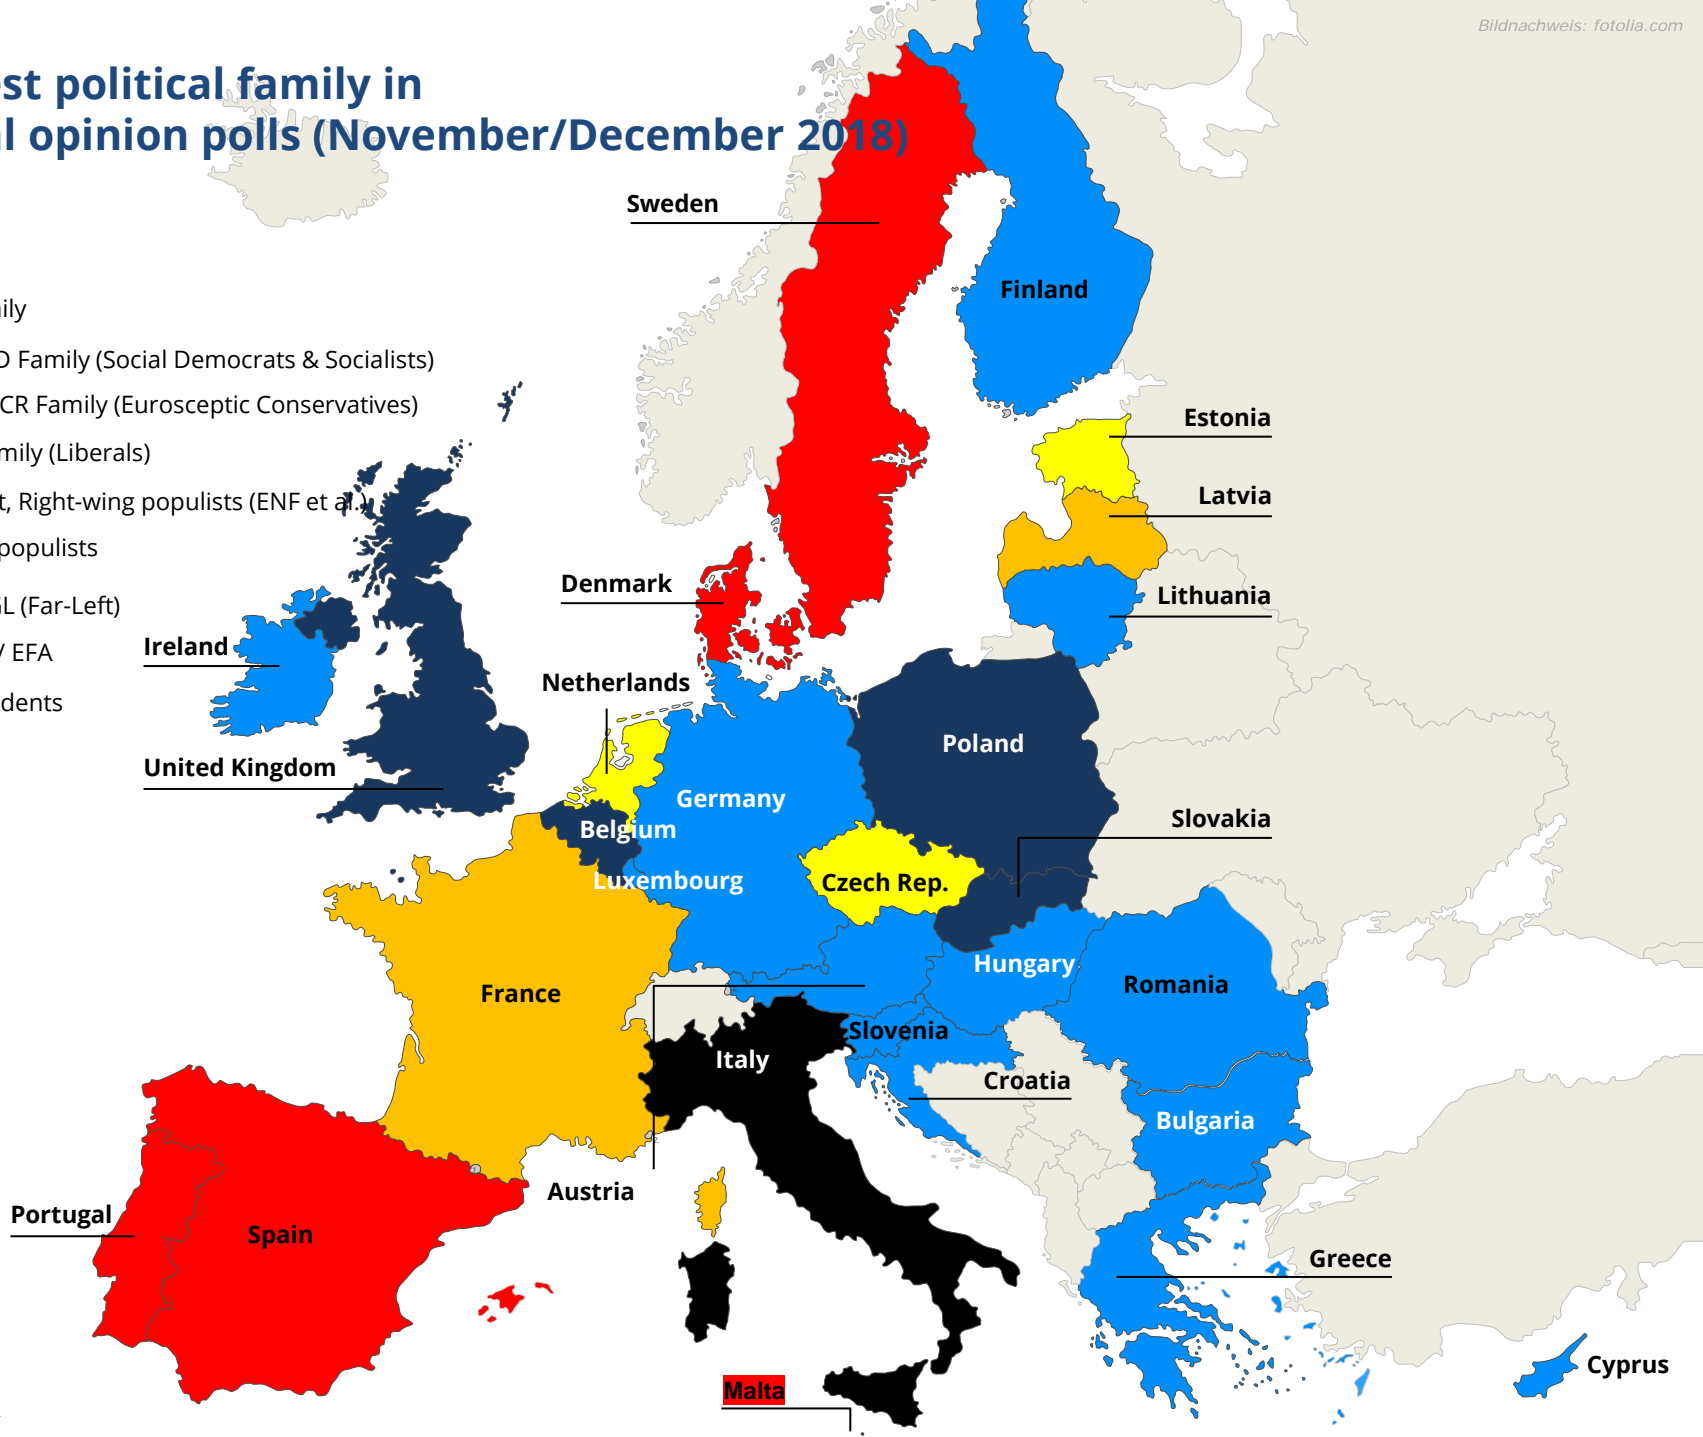 Bildnachweis: fotolia.com
st political family in
l opinion polls (November/December 2018)
Sweden
Finland
ily
D Family (Social Democrats & Socialists)
CR Family (Eurosceptic Conservatives)
mily (Liberals)
t, Right-wing populists (ENF et al.)
populists
GL (Far-Left)
/ EFA
dents
Estonia
Latvia
Lithuania
Denmark
Ireland
Netherlands
United Kingdom
Poland
Germany
Slovakia
Belgium
Luxembourg
Czech Rep.
Hungary
Romania
France
Slovenia
Italy
Croatia
Bulgaria
Austria
Portugal
Spain
Greece
Cyprus
Malta